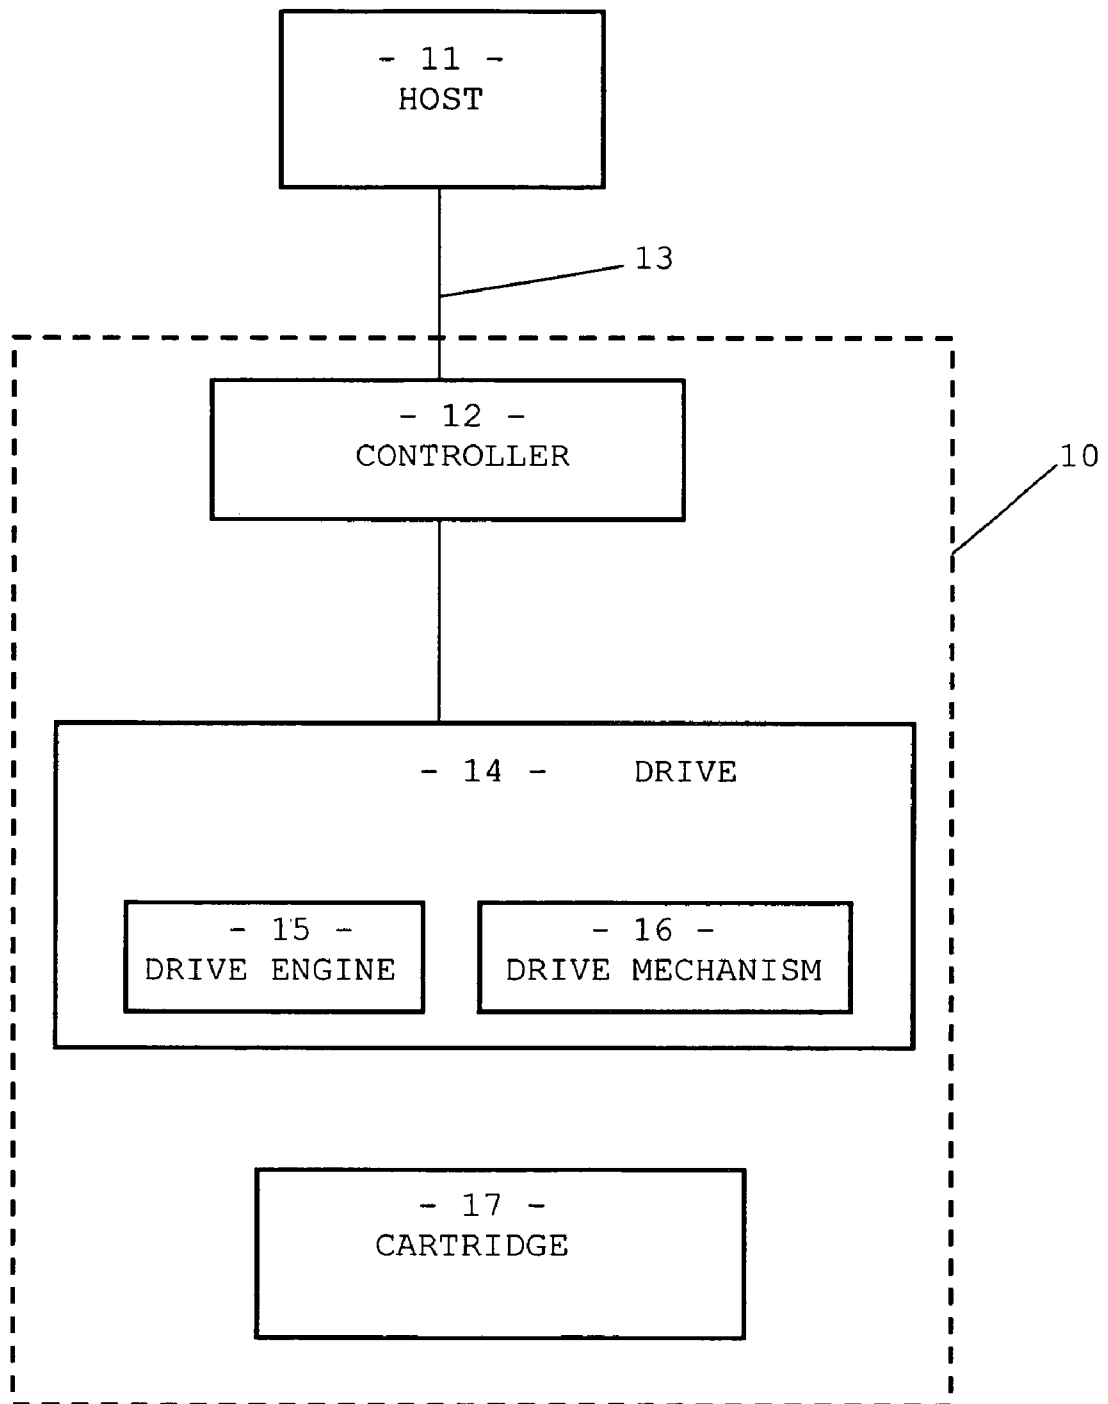 - 11 -
HOST
13
- 12 -
CONTROLLER
10
- 14 - DRIVE
- 15 -
DRIVE ENGINE
- 16 -
DRIVE MECHANISM
- 17 -
CARTRIDGE